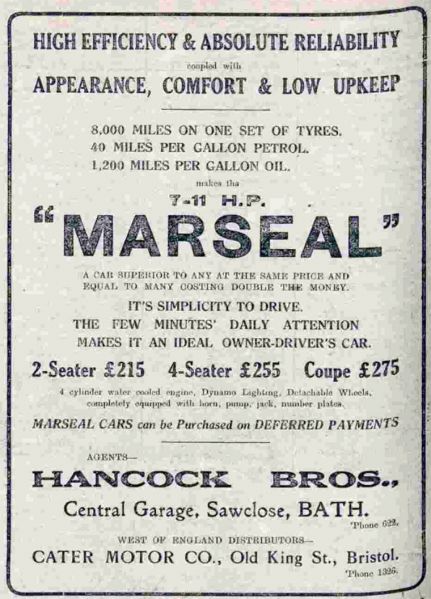 HIGH EFFICIENCY & ABSOLUTE RELIABILITY
coupled with
APPEARANCE, COMFORT & LOW UPKEEP
8,000 MILES ON ONE SET OF TYRES.
40 MILES PER GALLON PETROL.
1,200 MILES PER GALLON OIL.
makes the
7-11 H.P.
"MARSEAL"
A CAR SUPERIOR TO ANY AT THE SAME PRICE AND
EQUAL TO MANY COSTING DOUBLE THE MONEY.
IT'S SIMPLICITY TO DRIVE.
THE FEW MINUTES' DAILY ATTENTION
MAKES IT AN IDEAL OWNER-DRIVER'S CAR.
2-Seater £215 4-Seater £255 Coupe £275
4 cylinder water cooled engine, Dynamo Lighting, Detachable Wheels,
completely equipped with horn, pump, jack, number plates.
MARSEAL CARS can be Purchased on DEFERRED PAYMENTS
AGENTS—
HANCOCK BROS.,
Central Garage, Sawclose, BATH.
'Phone 622.
WEST OF ENGLAND DISTRIBUTORS—
CATER MOTOR CO., Old King St., Bristol.
'Phone 1326.